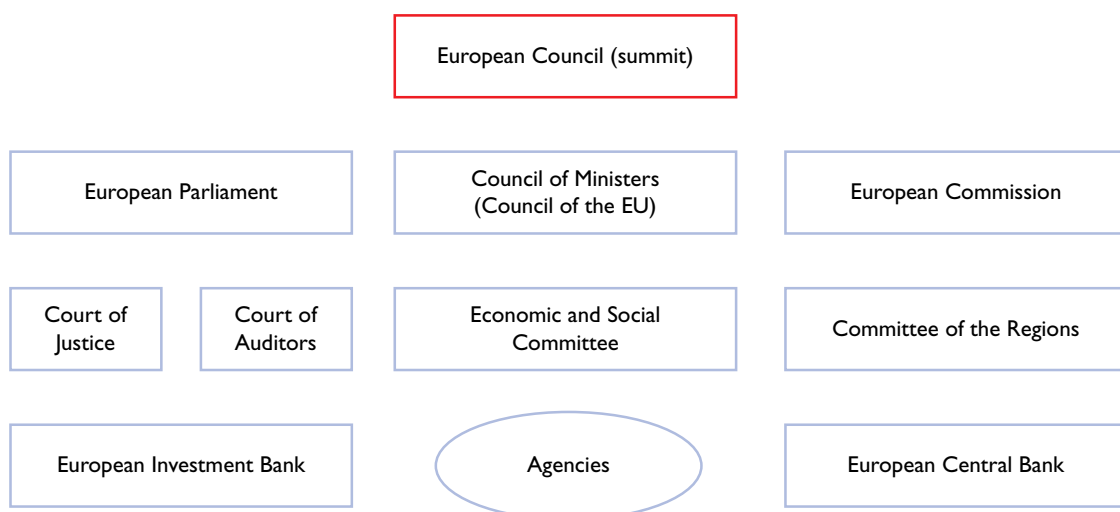 European Council (summit)
European Parliament
Council of Ministers
(Council of the EU)
European Commission
Court of
Justice
Court of
Auditors
Economic and Social
Committee
Committee of the Regions
European Investment Bank
Agencies
European Central Bank